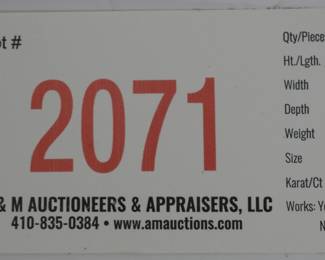 ot #
2071
& M AUCTIONEERS & APPRAISERS, LLC
410-835-0384 • www.amauctions.com
Qty/Piece
Ht./Lgth.
Width
Depth
Weight
Size
Karat/Ct
Works: Y
N